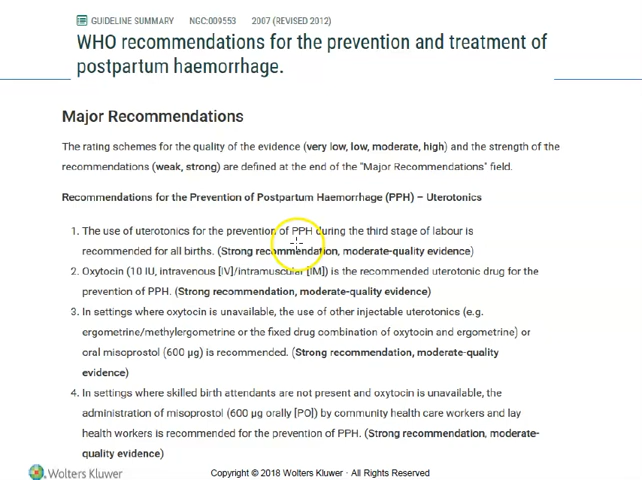 GUIDELINE SUMMARY NGC:009553 2007 (REVISED 2012)
WHO recommendations for the prevention and treatment of
postpartum haemorrhage.
Major Recommendations
The rating schemes for the quality of the evidence (very low, low, moderate, high) and the strength of the
recommendations (weak, strong) are defined at the end of the "Major Recommendations" field.
Recommendations for the Prevention of Postpartum Haemorrhage (PPH) – Uterotonics
1. The use of uterotonics for the prevention of PPH during the third stage of labour is
recommended for all births. (Strong recommendation, moderate-quality evidence)
2. Oxytocin (10 IU, intravenous [IV]/intramuscular [IM]) is the recommended uterotonic drug for the
prevention of PPH. (Strong recommendation, moderate-quality evidence)
3. In settings where oxytocin is unavailable, the use of other injectable uterotonics (e.g.
ergometrine/methylergometrine or the fixed drug combination of oxytocin and ergometrine) or
oral misoprostol (600 µg) is recommended. (Strong recommendation, moderate-quality
evidence)
4. In settings where skilled birth attendants are not present and oxytocin is unavailable, the
administration of misoprostol (600 µg orally [PO]) by community health care workers and lay
health workers is recommended for the prevention of PPH. (Strong recommendation, moderate-
quality evidence)
Wolters Kluwer Copyright © 2018 Wolters Kluwer · All Rights Reserved